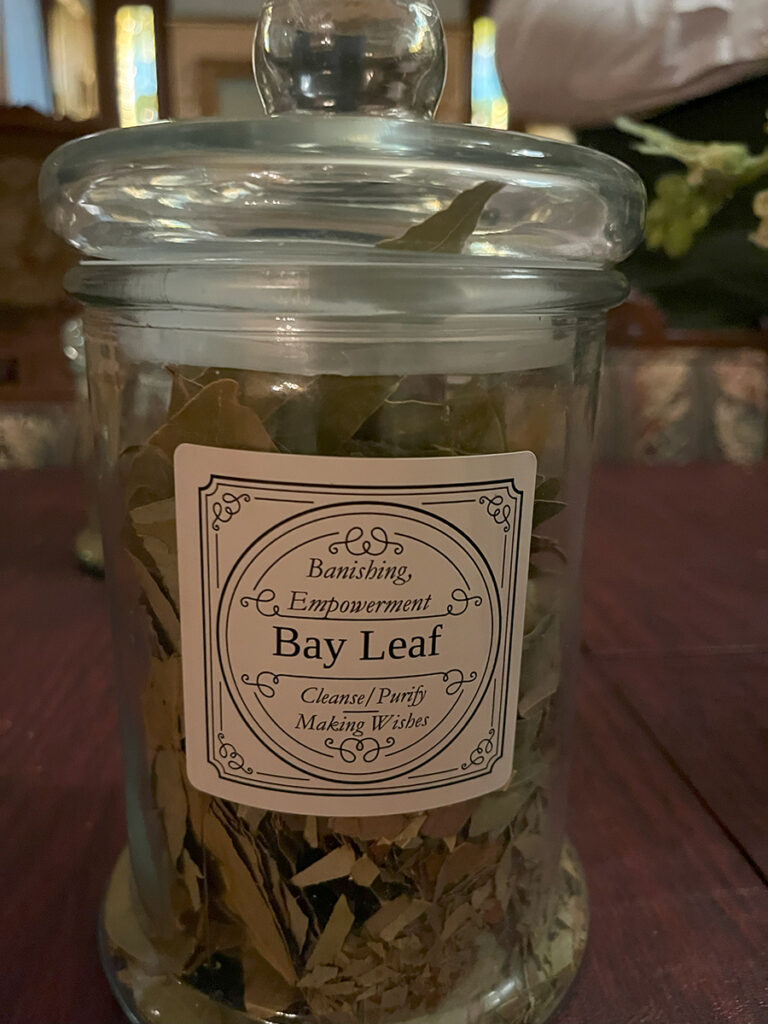 Banishing,
Empowerment
Bay Leaf
Cleanse/Purify
Making Wishes